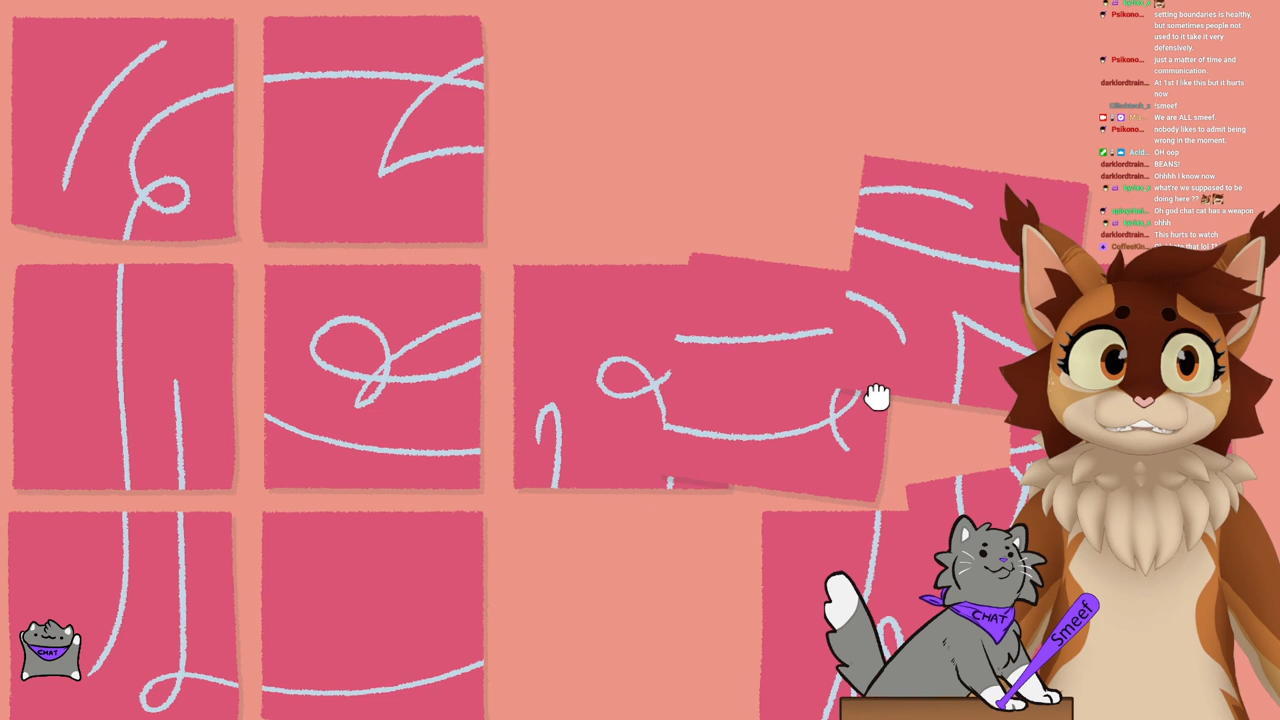 Psikono... setting boundaries is healthy,
but sometimes people not
used to it take it very
defensively.
Psikono... just a matter of time and
communication.
darklordtrain... At 1st I like this but it hurts
now
!smeef
We are ALL smeef.
Psikono... nobody likes to admit being
wrong in the moment.
Acid... OH oop
darklordtrain... BEANS!
darklordtrain... Ohhhh I know now
what're we supposed to be
doing here ??
Oh god chat cat has a weapon
ohhh
darklordtrain... This hurts to watch
CoffeeKin...
CHAT
Smeef
CHAT